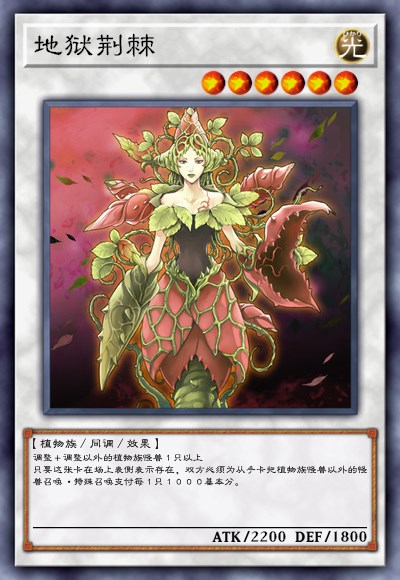 地狱荆棘
ひかり
光
【植物族／同调／效果】
调整＋调整以外的植物族怪兽１只以上
只要这张卡在场上表侧表示存在，双方必须为从手卡把植物族怪兽以外的怪
兽召唤·特殊召唤支付每１只１０００基本分。
ATK/2200 DEF/1800